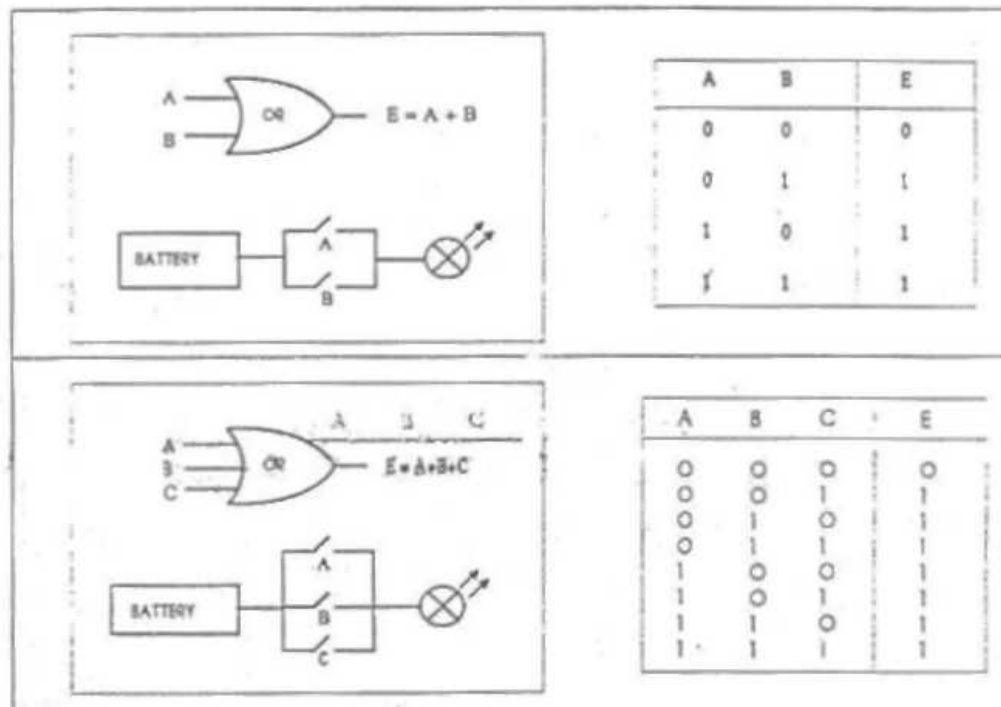 A
OR
E = A + B
B
BATTERY
A
B
A B E
0 0 0
0 1 1
1 0 1
1 1 1
A B C
A
B
C
OR
E = A+B+C
BATTERY
A
B
C
A B C E
0 0 0 0
0 0 1 1
0 1 0 1
0 1 1 1
1 0 0 1
1 0 1 1
1 1 0 1
1 1 1 1